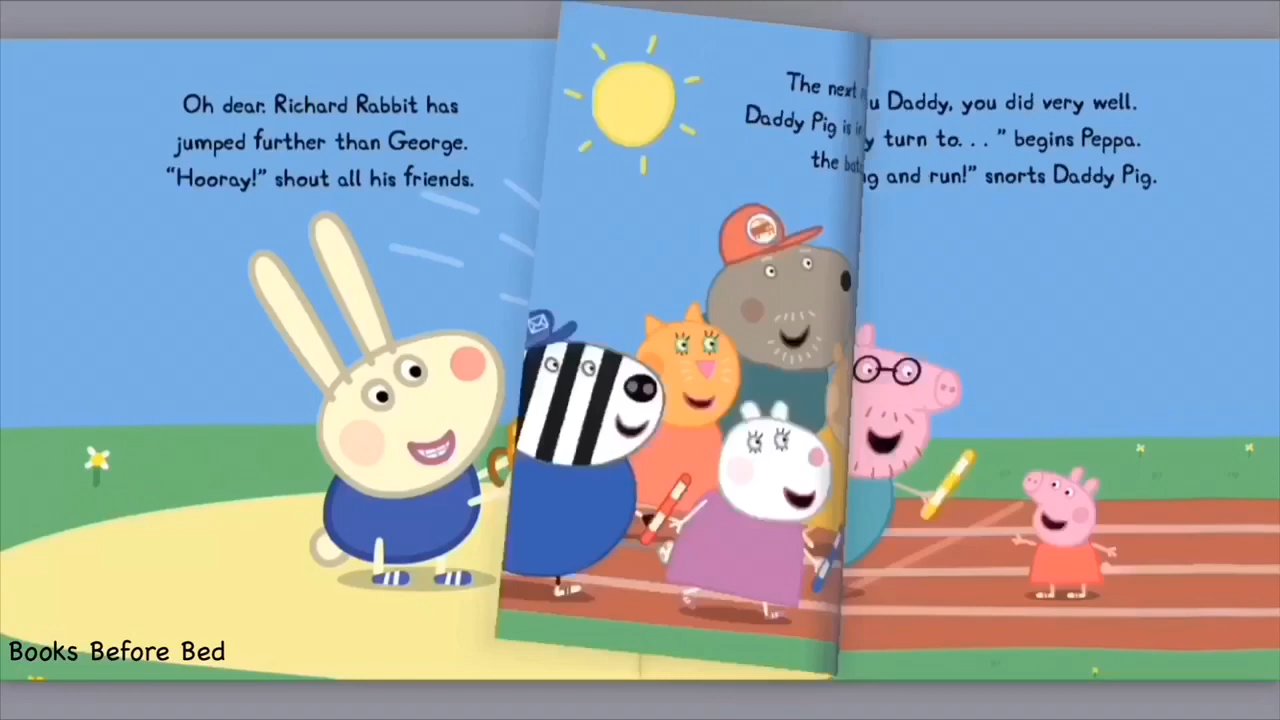 Oh dear. Richard Rabbit has
jumped further than George.
"Hooray!" shout all his friends.
The next
Daddy Pig is
the
u Daddy, you did very well.
turn to. . ." begins Peppa.
and run!" snorts Daddy Pig.
Books Before Bed